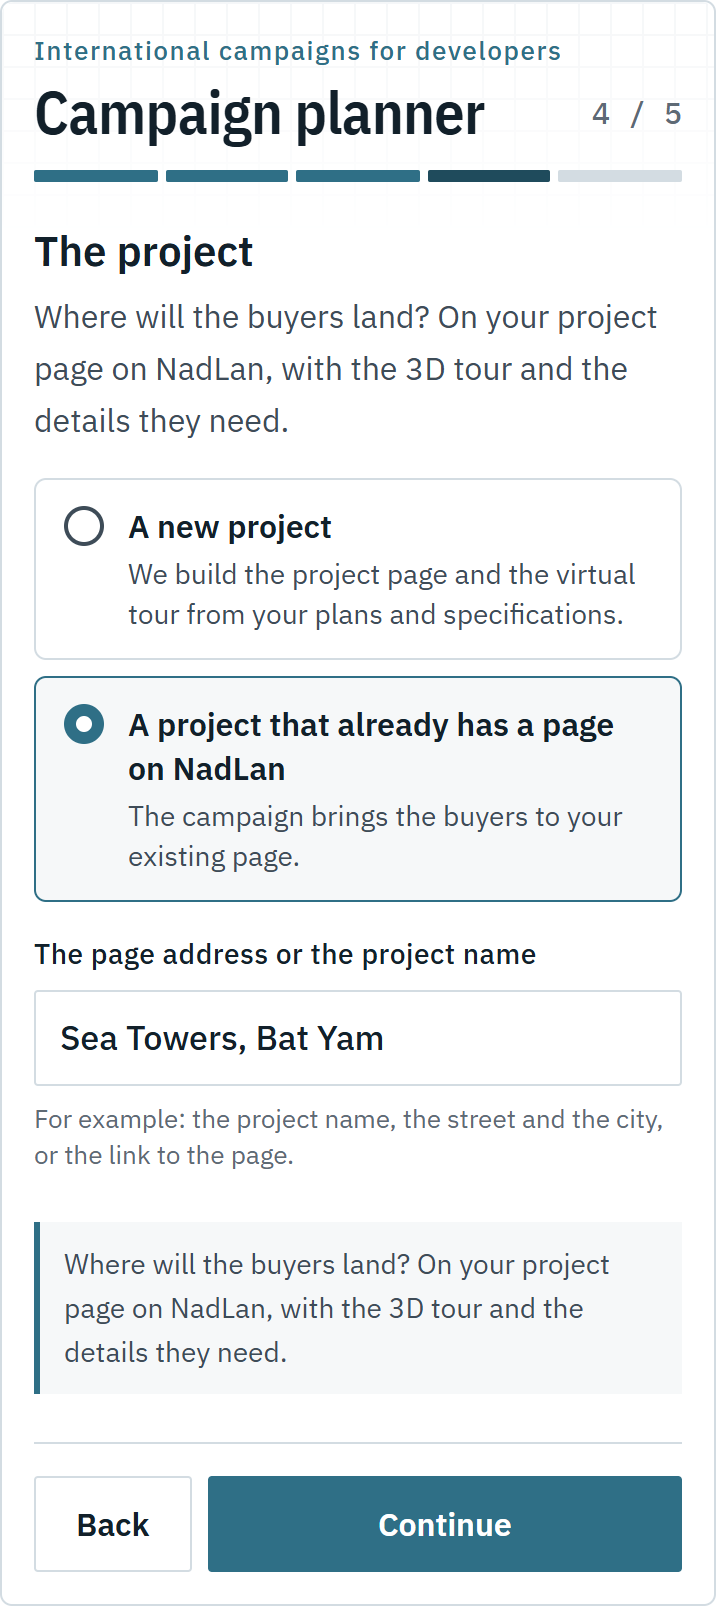 International campaigns for developers
Campaign planner
4 / 5
The project
Where will the buyers land? On your project
page on NadLan, with the 3D tour and the
details they need.
A new project
We build the project page and the virtual
tour from your plans and specifications.
A project that already has a page
on NadLan
The campaign brings the buyers to your
existing page.
The page address or the project name
Sea Towers, Bat Yam
For example: the project name, the street and the city,
or the link to the page.
Where will the buyers land? On your project
page on NadLan, with the 3D tour and the
details they need.
Back
Continue